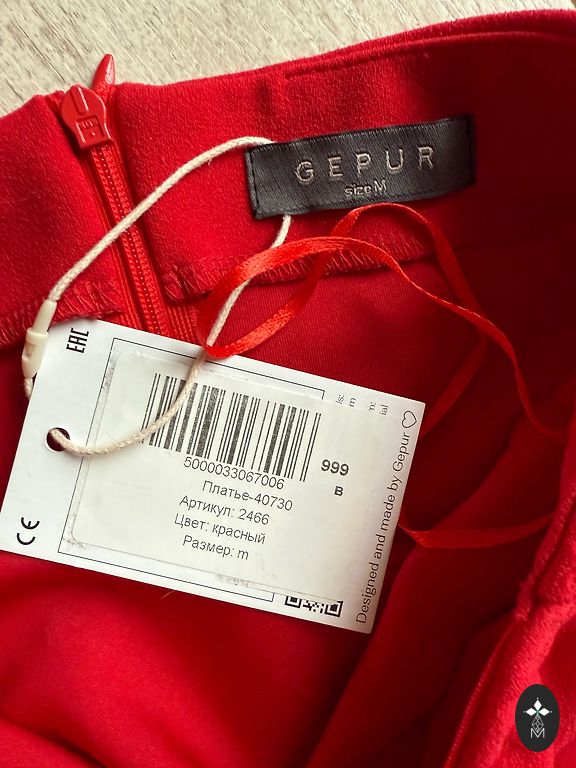 GEPUR
size M
EAC
5000033067006
999
в
Платье-40730
Артикул: 2466
Цвет: красный
Размер: m
CE
Designed and made by Gepur ♡
M